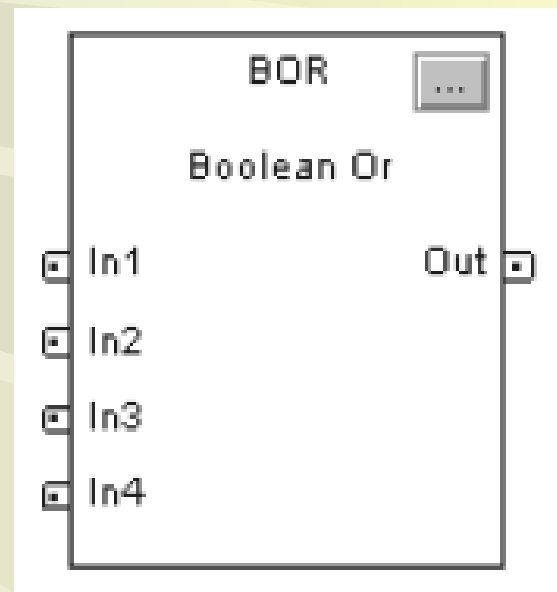 BOR ...
Boolean Or
In1 Out
In2
In3
In4